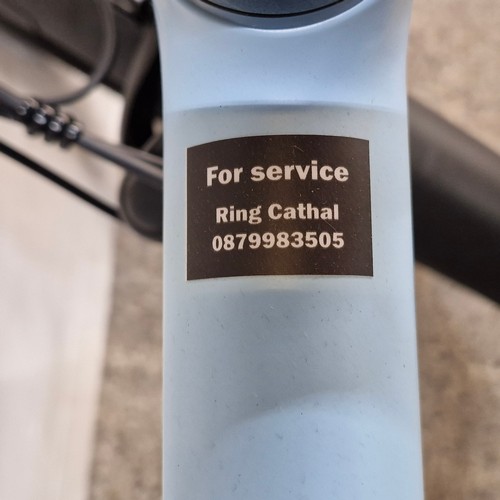 For service
Ring Cathal
0879983505